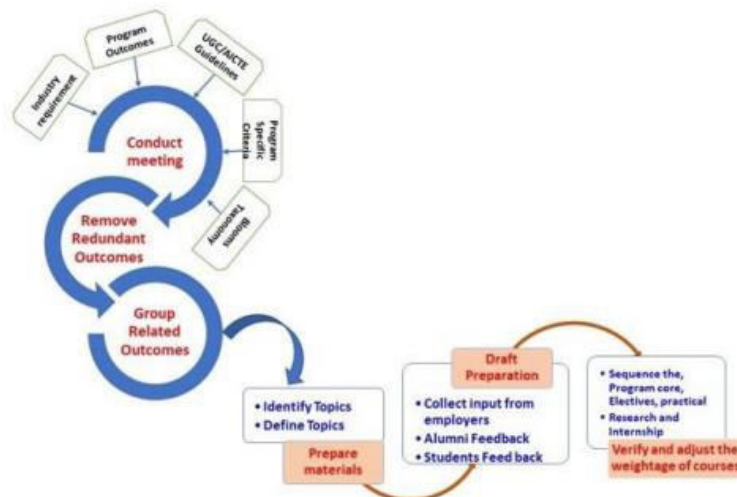 Program
Outcomes
UGC/AICTE
Guidelines
Industry
requirement
Program
Specific
Criteria
Blooms
Taxonomy
Conduct
meeting
Remove
Redundant
Outcomes
Group
Related
Outcomes
• Identify Topics
• Define Topics
Prepare
materials
Draft
Preparation
• Collect input from
employers
• Alumni Feedback
• Students Feed back
• Sequence the,
Program core,
Electives, practical
• Research and
Internship
Verify and adjust the
weightage of courses